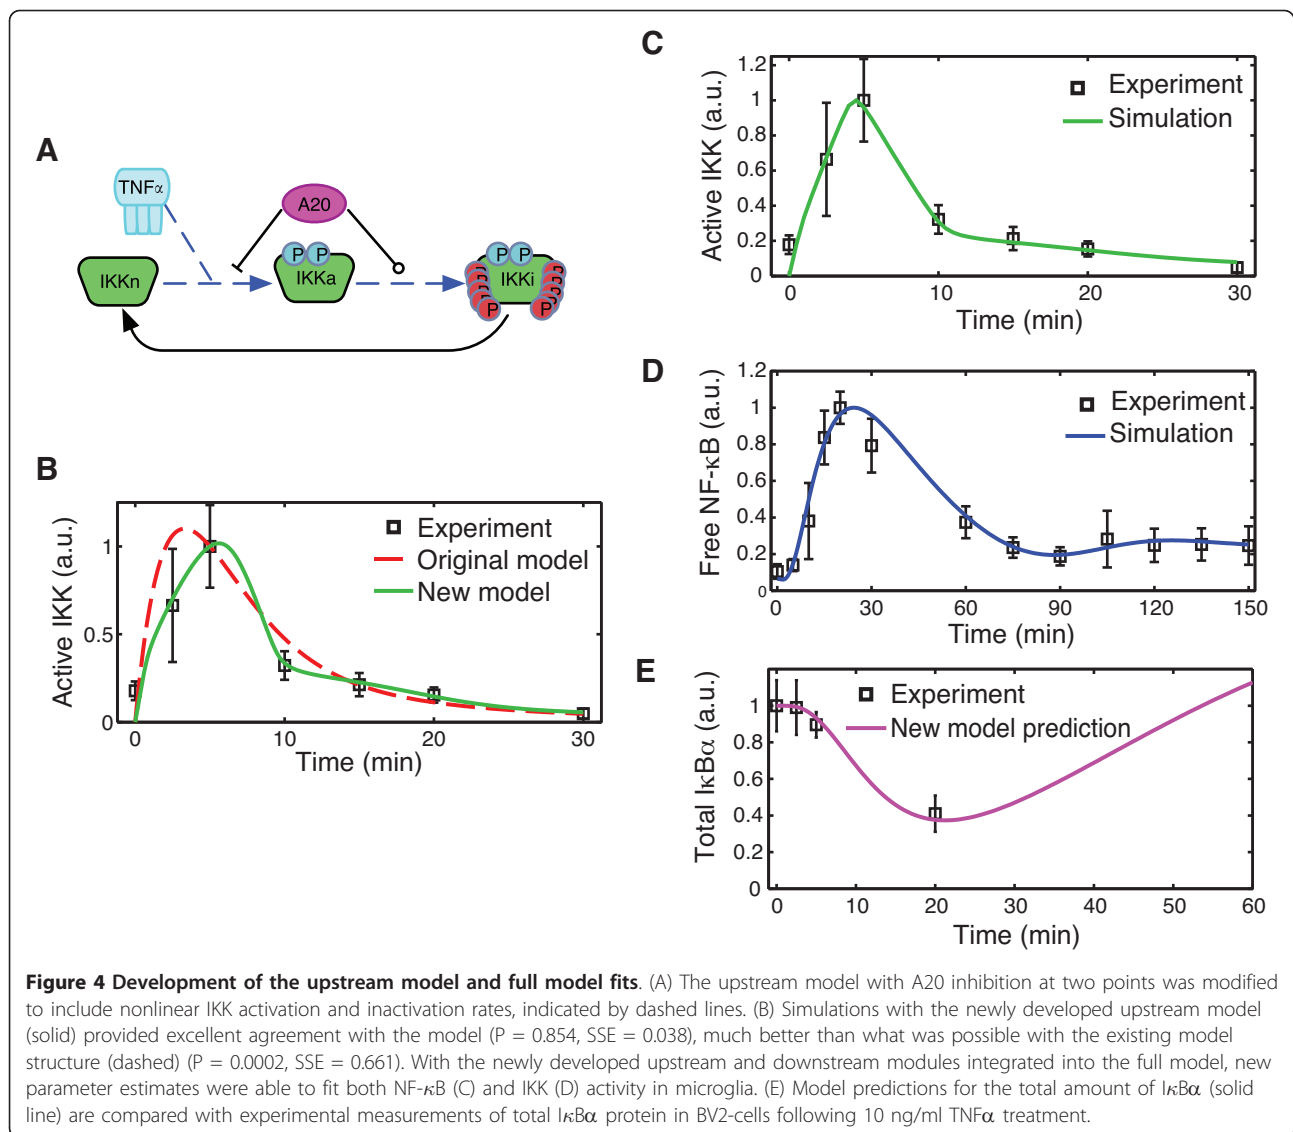 A
TNFα
A20
P P
IKKn
IKKa
P P
IKKi
P
P
B
Active IKK (a.u.)
1
0.5
0
Experiment
Original model
New model
0 10 20 30
Time (min)
C
Active IKK (a.u.)
1.2
1
0.8
0.6
0.4
0.2
0
Experiment
Simulation
0 10 20 30
Time (min)
D
Free NF-κB (a.u.)
1.2
1
0.8
0.6
0.4
0.2
0
Experiment
Simulation
0 30 60 90 120 150
Time (min)
E
Total IκBα (a.u.)
1
0.8
0.6
0.4
0.2
0
Experiment
New model prediction
0 10 20 30 40 50 60
Time (min)
Figure 4 Development of the upstream model and full model fits. (A) The upstream model with A20 inhibition at two points was modified
to include nonlinear IKK activation and inactivation rates, indicated by dashed lines. (B) Simulations with the newly developed upstream model
(solid) provided excellent agreement with the model (P = 0.854, SSE = 0.038), much better than what was possible with the existing model
structure (dashed) (P = 0.0002, SSE = 0.661). With the newly developed upstream and downstream modules integrated into the full model, new
parameter estimates were able to fit both NF-κB (C) and IKK (D) activity in microglia. (E) Model predictions for the total amount of IκBα (solid
line) are compared with experimental measurements of total IκBα protein in BV2-cells following 10 ng/ml TNFα treatment.